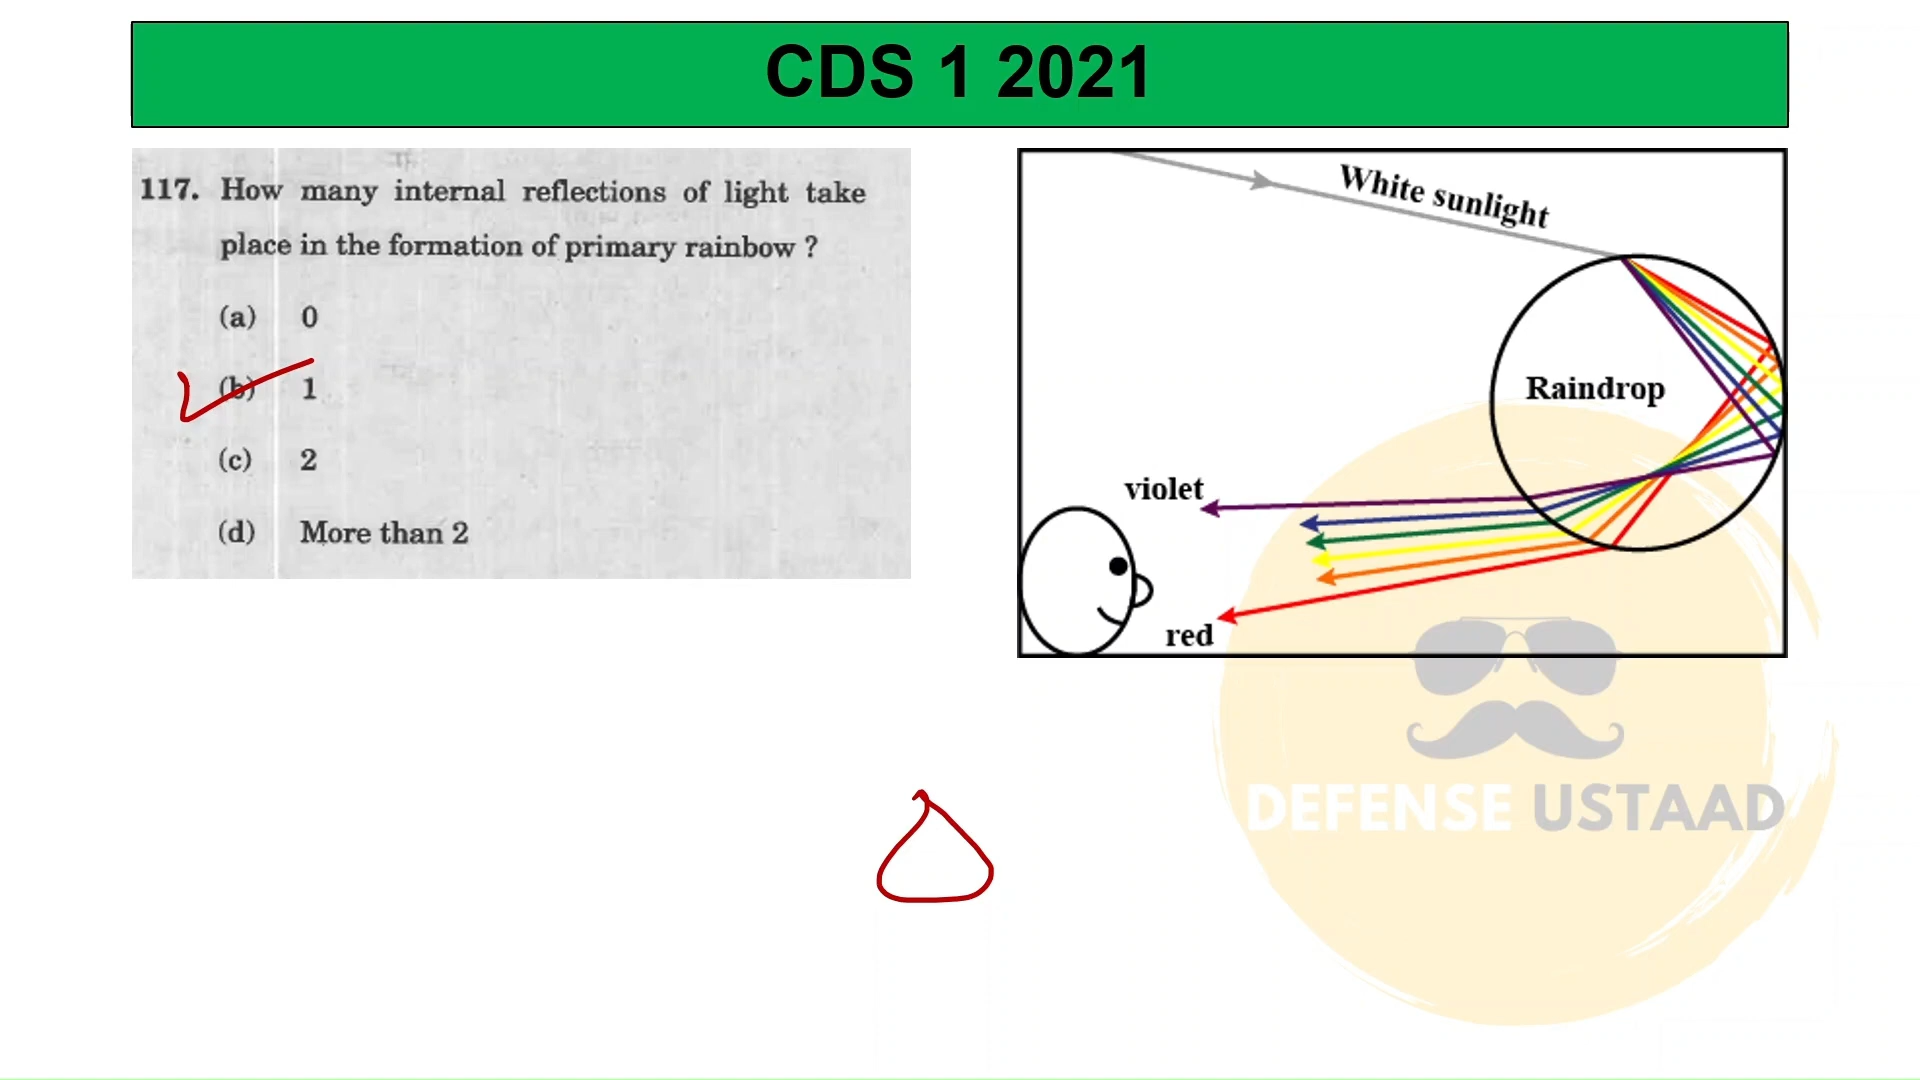 CDS 1 2021
117. How many internal reflections of light take
place in the formation of primary rainbow ?
(a) 0
(b) 1
(c) 2
(d) More than 2
White sunlight
Raindrop
violet
red
DEFENSE USTAAD